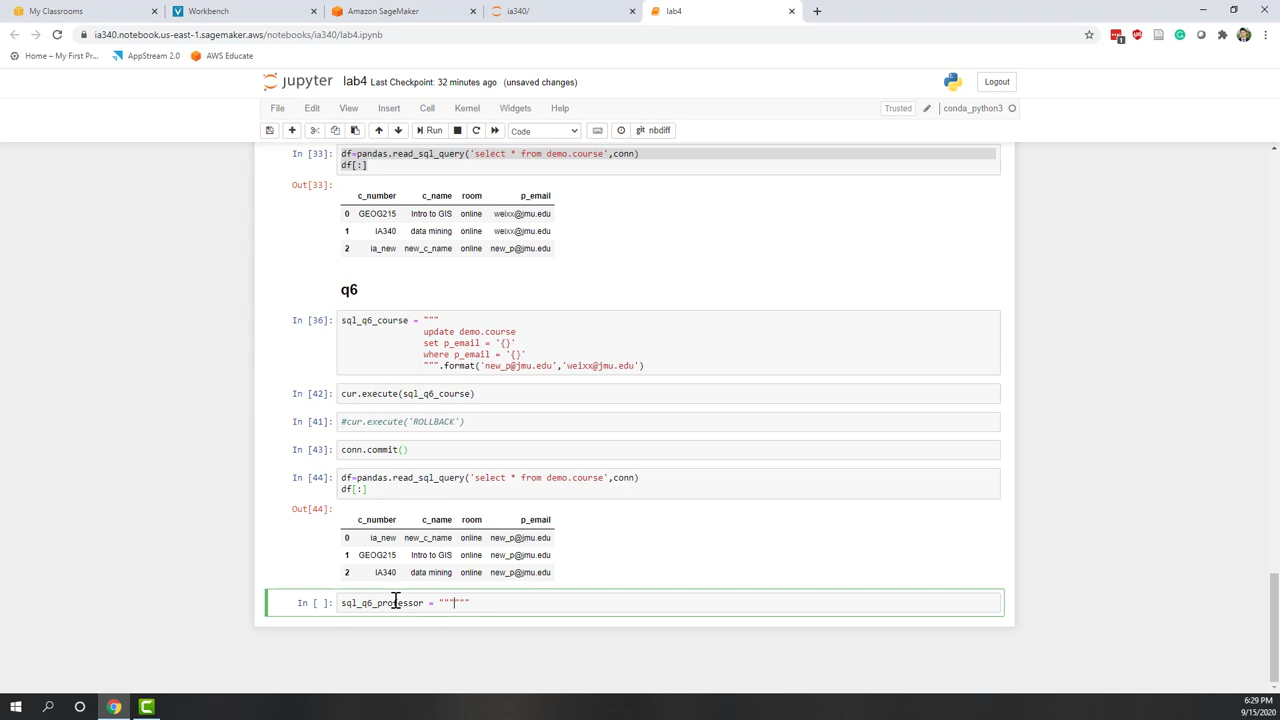 My Classrooms
Workbench
Amazon SageMaker
ia340/
lab4
ia340.notebook.us-east-1.sagemaker.aws/notebooks/ia340/lab4.ipynb
Home – My First Pr...
AppStream 2.0
AWS Educate
jupyter lab4 Last Checkpoint: 32 minutes ago (unsaved changes)
Logout
File Edit View Insert Cell Kernel Widgets Help
Trusted
conda_python3
Run
Code
nbdiff
In [33]: df=pandas.read_sql_query('select * from demo.course',conn)
df[:]
Out[33]:
c_number c_name room p_email
0 GEOG215 Intro to GIS online weixx@jmu.edu
1 IA340 data mining online weixx@jmu.edu
2 ia_new new_c_name online new_p@jmu.edu
q6
In [36]: sql_q6_course = """
update demo.course
set p_email = '{}'
where p_email = '{}'
""".format('new_p@jmu.edu','weixx@jmu.edu')
In [42]: cur.execute(sql_q6_course)
In [41]: #cur.execute('ROLLBACK')
In [43]: conn.commit()
In [44]: df=pandas.read_sql_query('select * from demo.course',conn)
df[:]
Out[44]:
c_number c_name room p_email
0 ia_new new_c_name online new_p@jmu.edu
1 GEOG215 Intro to GIS online new_p@jmu.edu
2 IA340 data mining online new_p@jmu.edu
In [ ]: sql_q6_professor = """"""
6:29 PM
9/15/2020